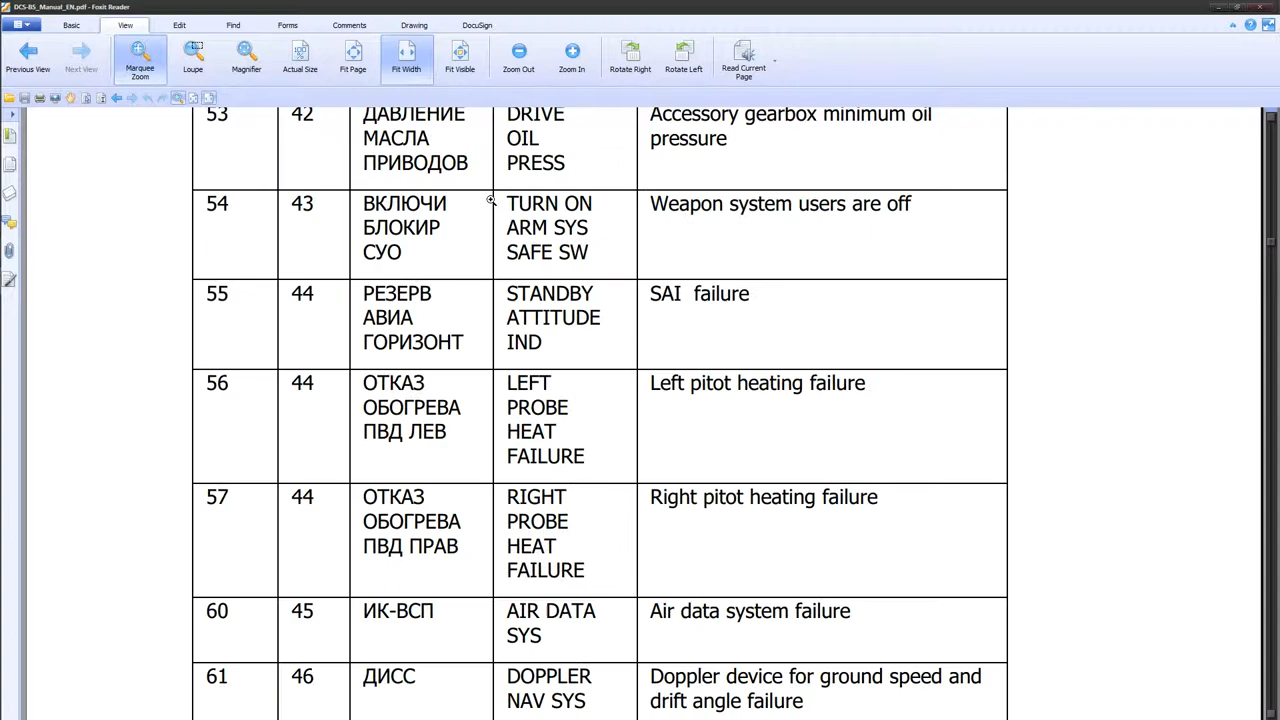 DCS-BS_Manual_EN.pdf - Foxit Reader
Basic View Find Edit Forms Comments Drawing DocuSign
Previous View
Next View
Marquee Zoom
Loupe
Magnifier
Actual Size
Fit Page
Fit Width
Fit Visible
Zoom Out
Zoom In
Rotate Right
Rotate Left
Read Current Page
53
42
ДАВЛЕНИЕ
МАСЛА
ПРИВОДОВ
DRIVE
OIL
PRESS
Accessory gearbox minimum oil
pressure
54
43
ВКЛЮЧИ
БЛОКИР
СУО
TURN ON
ARM SYS
SAFE SW
Weapon system users are off
55
44
РЕЗЕРВ
АВИА
ГОРИЗОНТ
STANDBY
ATTITUDE
IND
SAI failure
56
44
ОТКАЗ
ОБОГРЕВА
ПВД ЛЕВ
LEFT
PROBE
HEAT
FAILURE
Left pitot heating failure
57
44
ОТКАЗ
ОБОГРЕВА
ПВД ПРАВ
RIGHT
PROBE
HEAT
FAILURE
Right pitot heating failure
60
45
ИК-ВСП
AIR DATA
SYS
Air data system failure
61
46
ДИСС
DOPPLER
NAV SYS
Doppler device for ground speed and
drift angle failure